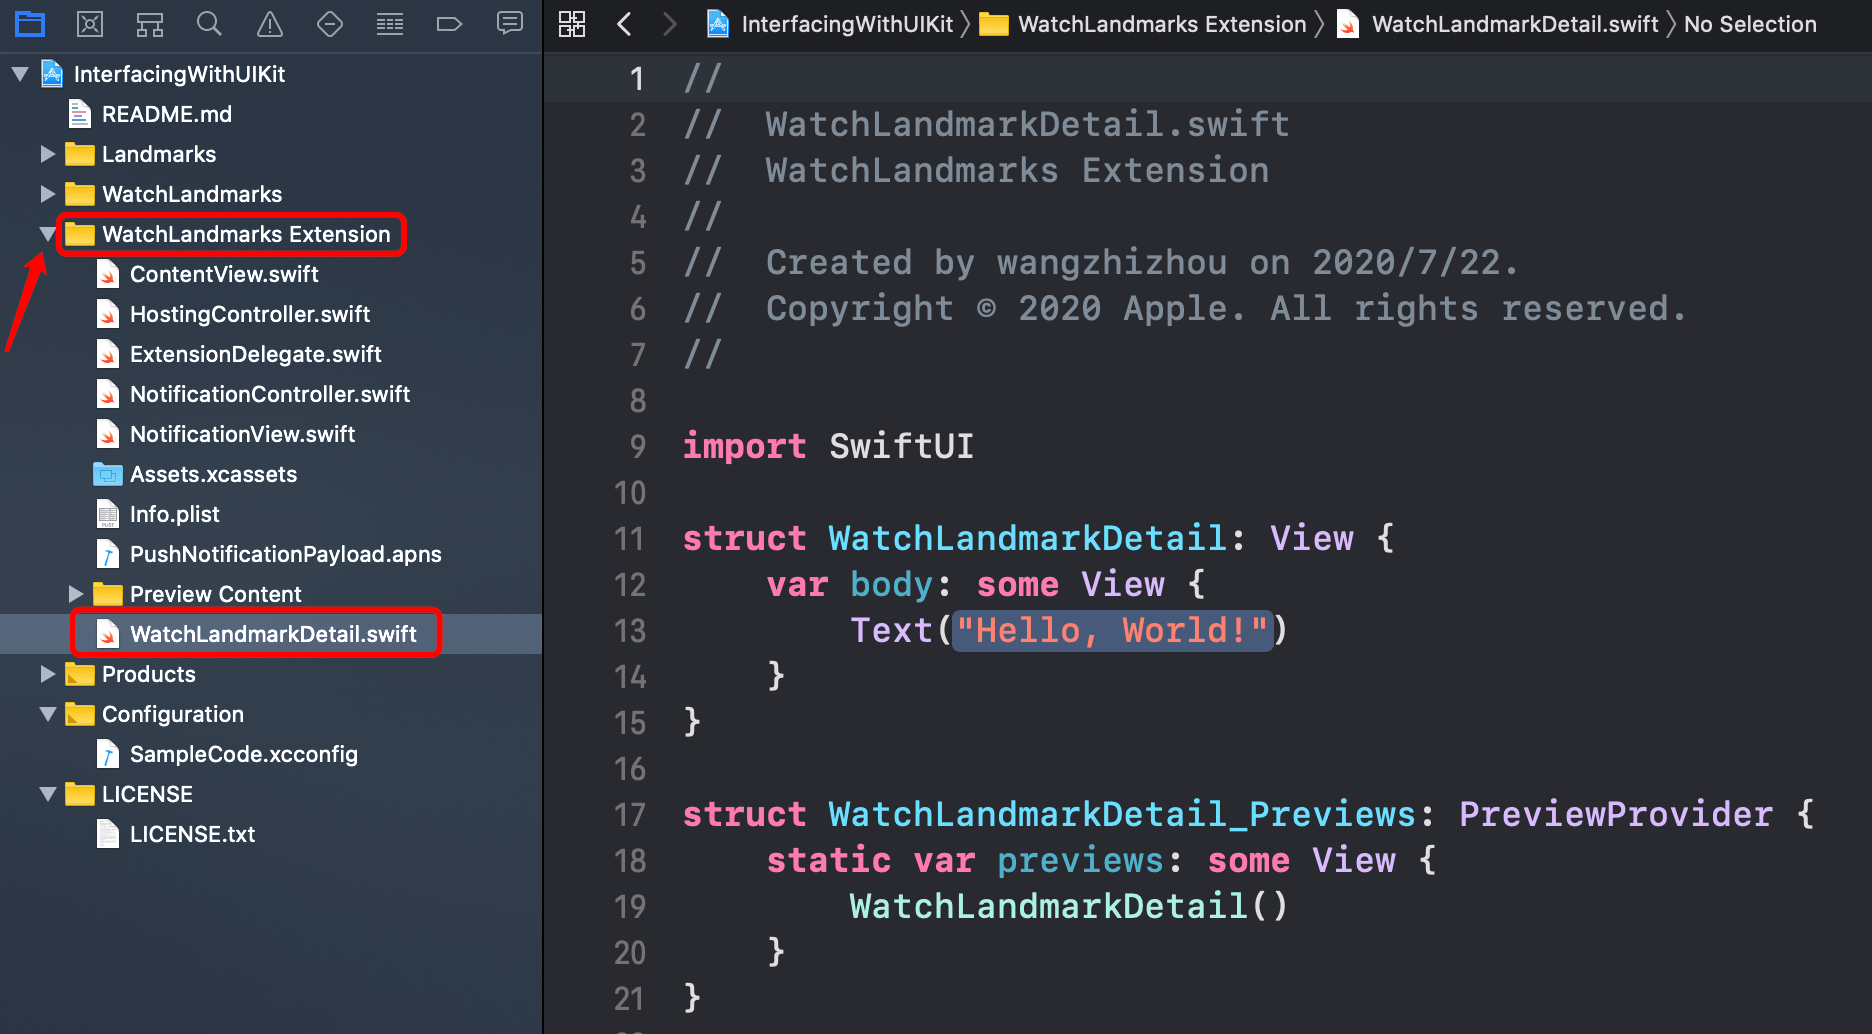 InterfacingWithUIKit
README.md
Landmarks
WatchLandmarks
WatchLandmarks Extension
ContentView.swift
HostingController.swift
ExtensionDelegate.swift
NotificationController.swift
NotificationView.swift
Assets.xcassets
Info.plist
PushNotificationPayload.apns
Preview Content
WatchLandmarkDetail.swift
Products
Configuration
SampleCode.xcconfig
LICENSE
LICENSE.txt
InterfacingWithUIKit 〉 WatchLandmarks Extension 〉 WatchLandmarkDetail.swift 〉 No Selection
1 //
2 //  WatchLandmarkDetail.swift
3 //  WatchLandmarks Extension
4 //
5 //  Created by wangzhizhou on 2020/7/22.
6 //  Copyright © 2020 Apple. All rights reserved.
7 //
8
9 import SwiftUI
10
11 struct WatchLandmarkDetail: View {
12     var body: some View {
13         Text("Hello, World!")
14     }
15 }
16
17 struct WatchLandmarkDetail_Previews: PreviewProvider {
18     static var previews: some View {
19         WatchLandmarkDetail()
20     }
21 }